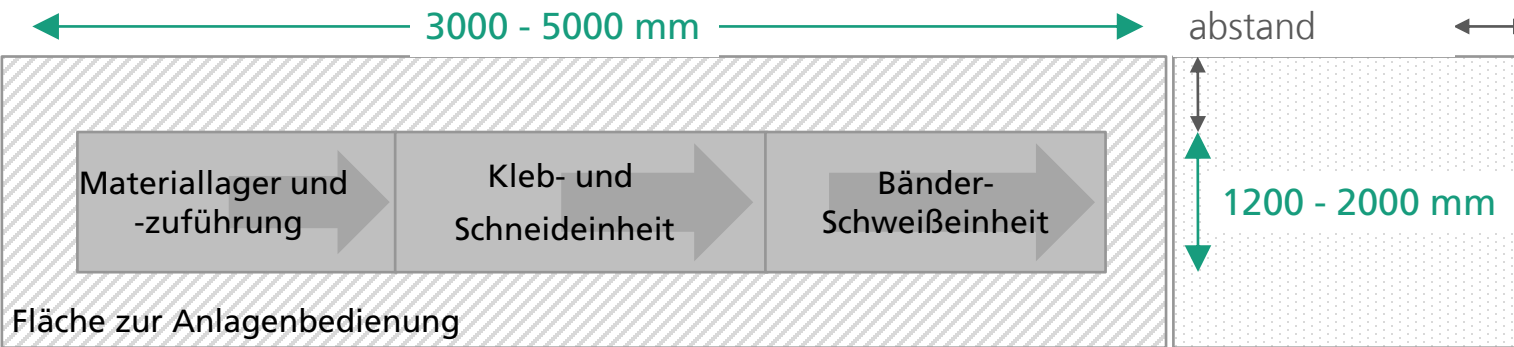 3000 - 5000 mm
abstand
Materiallager und
-zuführung
Kleb- und
Schneideinheit
Bänder-
Schweißeinheit
1200 - 2000 mm
Fläche zur Anlagenbedienung